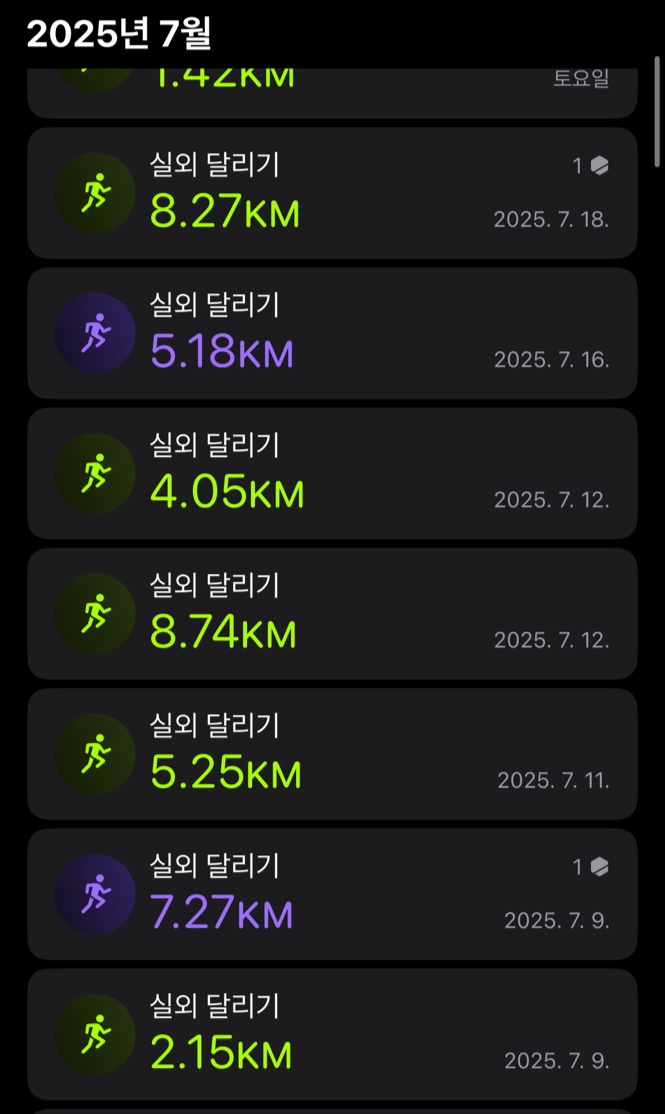 2025년 7월
1.42KM
토요일
실외 달리기
1
8.27KM
2025. 7. 18.
실외 달리기
5.18KM
2025. 7. 16.
실외 달리기
4.05KM
2025. 7. 12.
실외 달리기
8.74KM
2025. 7. 12.
실외 달리기
5.25KM
2025. 7. 11.
실외 달리기
1
7.27KM
2025. 7. 9.
실외 달리기
2.15KM
2025. 7. 9.